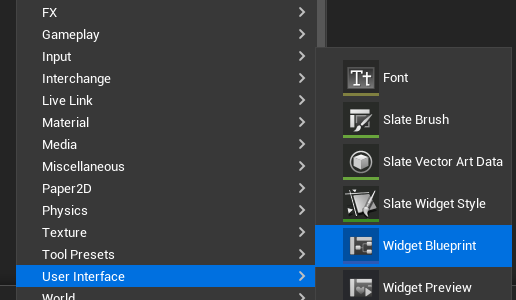 FX
Gameplay
Input
Interchange
Live Link
Material
Media
Miscellaneous
Paper2D
Physics
Texture
Tool Presets
User Interface
World
Tt Font
Slate Brush
Slate Vector Art Data
Slate Widget Style
Widget Blueprint
Widget Preview